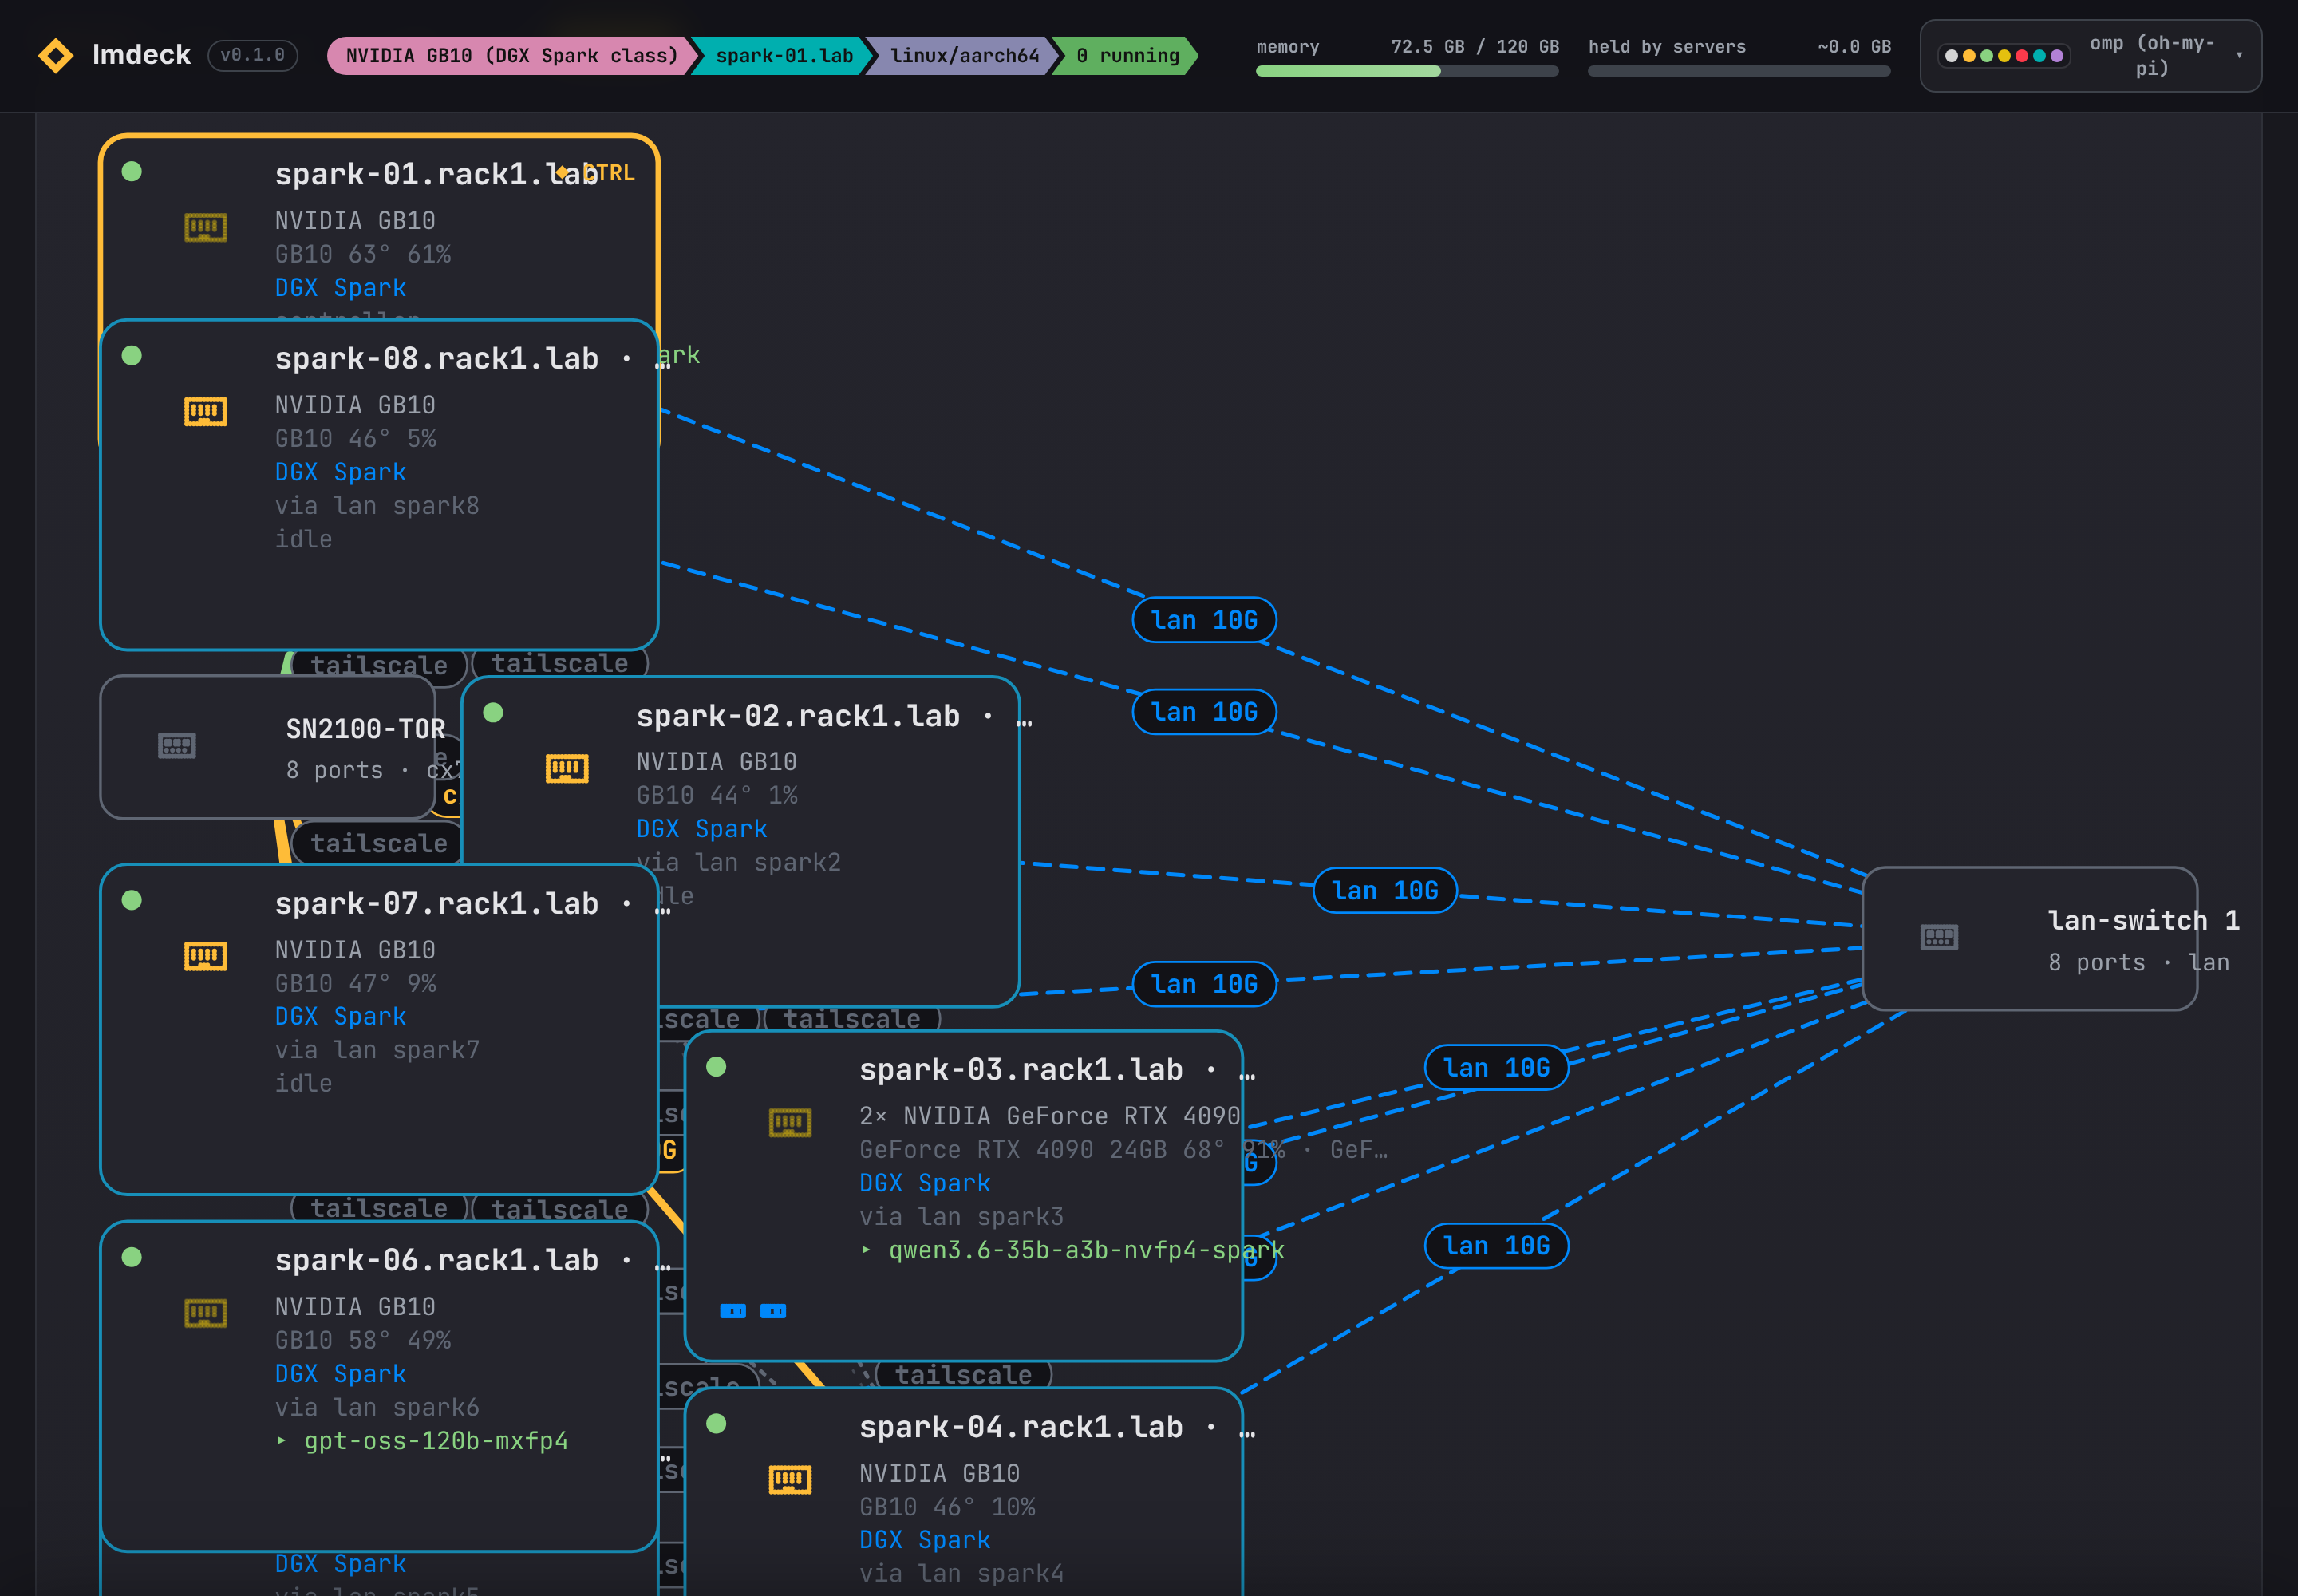 lmdeck
v0.1.0
NVIDIA GB10 (DGX Spark class)
spark-01.lab
linux/aarch64
0 running
memory
72.5 GB / 120 GB
held by servers
~0.0 GB
omp (oh-my-
pi)
spark-01.rack1.lab
CTRL
NVIDIA GB10
GB10 63° 61%
DGX Spark
spark-08.rack1.lab · …
ark
NVIDIA GB10
GB10 46° 5%
DGX Spark
via lan spark8
idle
lan 10G
tailscale
tailscale
lan 10G
SN2100-TOR
8 ports · cx7
tailscale
spark-02.rack1.lab · …
NVIDIA GB10
GB10 44° 1%
DGX Spark
via lan spark2
lan 10G
spark-07.rack1.lab · …
NVIDIA GB10
GB10 47° 9%
DGX Spark
via lan spark7
idle
lan-switch 1
8 ports · lan
lan 10G
scale
tailscale
spark-03.rack1.lab · …
2× NVIDIA GeForce RTX 4090
GeForce RTX 4090 24GB 68° 91% · GeF…
DGX Spark
via lan spark3
▸ qwen3.6-35b-a3b-nvfp4-spark
lan 10G
G
tailscale
tailscale
spark-06.rack1.lab · …
NVIDIA GB10
GB10 58° 49%
DGX Spark
via lan spark6
▸ gpt-oss-120b-mxfp4
lan 10G
tailscale
spark-04.rack1.lab · …
NVIDIA GB10
GB10 46° 10%
DGX Spark
via lan spark4
DGX Spark
via lan spark5